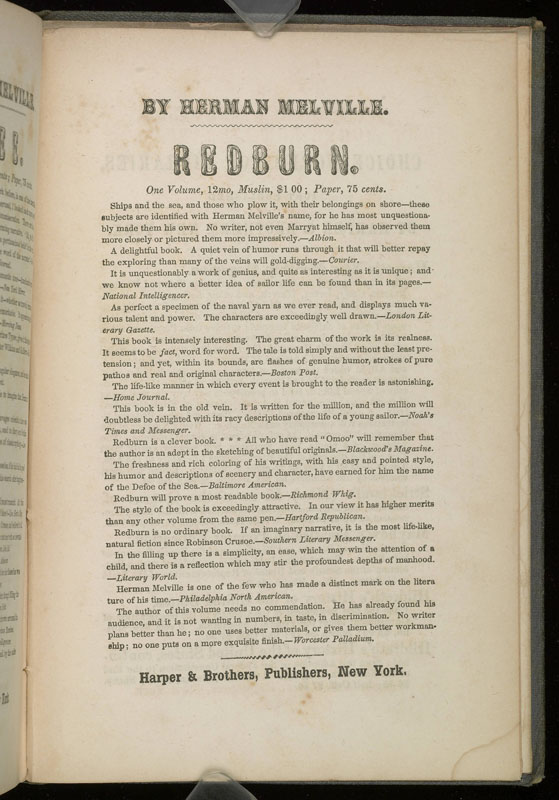 BY HERMAN MELVILLE.
REDBURN.
One Volume, 12mo, Muslin, $1 00; Paper, 75 cents.
Ships and the sea, and those who plow it, with their belongings on shore—these
subjects are identified with Herman Melville's name, for he has most unquestiona-
bly made them his own. No writer, not even Marryat himself, has observed them
more closely or pictured them more impressively.—Albion.
A delightful book. A quiet vein of humor runs through it that will better repay
the exploring than many of the veins will gold-digging.—Courier.
It is unquestionably a work of genius, and quite as interesting as it is unique; and
we know not where a better idea of sailor life can be found than in its pages.—
National Intelligencer.
As perfect a specimen of the naval yarn as we ever read, and displays much va-
rious talent and power. The characters are exceedingly well drawn.—London Lit-
erary Gazette.
This book is intensely interesting. The great charm of the work is its realness.
It seems to be fact, word for word. The tale is told simply and without the least pre-
tension; and yet, within its bounds, are flashes of genuine humor, strokes of pure
pathos and real and original characters.—Boston Post.
The life-like manner in which every event is brought to the reader is astonishing.
—Home Journal.
This book is in the old vein. It is written for the million, and the million will
doubtless be delighted with its racy descriptions of the life of a young sailor.—Noah's
Times and Messenger.
Redburn is a clever book. * * * All who have read "Omoo" will remember that
the author is an adept in the sketching of beautiful originals.—Blackwood's Magazine.
The freshness and rich coloring of his writings, with his easy and pointed style,
his humor and descriptions of scenery and character, have earned for him the name
of the Defoe of the Sea.—Baltimore American.
Redburn will prove a most readable book.—Richmond Whig.
The style of the book is exceedingly attractive. In our view it has higher merits
than any other volume from the same pen.—Hartford Republican.
Redburn is no ordinary book. If an imaginary narrative, it is the most life-like,
natural fiction since Robinson Crusoe.—Southern Literary Messenger.
In the filling up there is a simplicity, an ease, which may win the attention of a
child, and there is a reflection which may stir the profoundest depths of manhood.
—Literary World.
Herman Melville is one of the few who has made a distinct mark on the litera
ture of his time.—Philadelphia North American.
The author of this volume needs no commendation. He has already found his
audience, and it is not wanting in numbers, in taste, in discrimination. No writer
plans better than he; no one uses better materials, or gives them better workman-
ship; no one puts on a more exquisite finish.—Worcester Palladium.
Harper & Brothers, Publishers, New York.